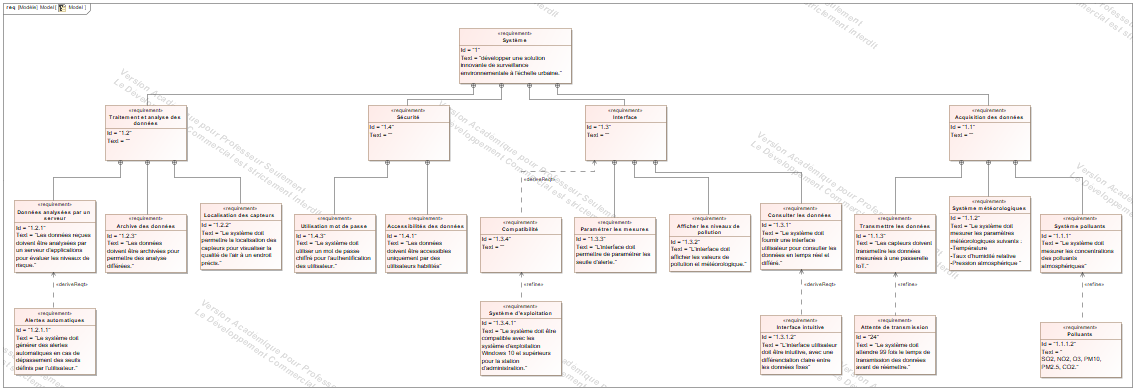 req [Modèle] Model [ Model ]
«requirement»
Système
Id = "1"
Text = "développer une solution
innovante de surveillance
environnementale à l'échelle urbaine."
«requirement»
Traitement et analyse des
données
Id = "1.2"
Text = ""
«requirement»
Sécurité
Id = "1.4"
Text = ""
«requirement»
Interface
Id = "1.3"
Text = ""
«requirement»
Acquisition des données
Id = "1.1"
Text = ""
«deriveReqt»
«requirement»
Données analysées par un
serveur
Id = "1.2.1"
Text = "Les données reçues
doivent être analysées par
un serveur d'applications
pour évaluer les niveaux de
risque."
«requirement»
Archive des données
Id = "1.2.3"
Text = "Les données
doivent être archivées pour
permettre des analyse
différées."
«requirement»
Localisation des capteurs
Id = "1.2.2"
Text = "Le système doit
permettre la localisation des
capteurs pour visualiser la
qualité de l'air à un endroit
précis."
«requirement»
Utilisation mot de passe
Id = "1.4.3"
Text = "Le système doit
utiliser un mot de passe
chiffré pour l'authentification
des utilisateur."
«requirement»
Accessibilités des données
Id = "1.4.1"
Text = "Les données
doivent être accessibles
uniquement par des
utilisateurs habilités"
«requirement»
Compatibilité
Id = "1.3.4"
Text = ""
«requirement»
Paramétrer les mesures
Id = "1.3.3"
Text = "L'interface doit
permettre de paramétrer les
seuils d'alerte."
«requirement»
Afficher les niveaux de
pollution
Id = "1.3.2"
Text = "L'interface doit
afficher les valeurs de
pollution et météorologique."
«requirement»
Consulter les données
Id = "1.3.1"
Text = "Le système doit
fournir une interface
utilisateur pour consulter les
données en temps réel et
différé."
«requirement»
Transmettre les données
Id = "1.1.3"
Text = "Les capteurs doivent
transmettre les données
mesurées à une passerelle
IoT."
«requirement»
Système météorologiques
Id = "1.1.2"
Text = "Le système doit
mesurer les paramètres
météorologiques suivants :
-Température
-Taux d'humidité relative
-Pression atmosphérique "
«requirement»
Système polluants
Id = "1.1.1"
Text = "Le système doit
mesurer les concentrations
des polluants
atmosphériques"
«deriveReqt»
«refine»
«deriveReqt»
«refine»
«refine»
«requirement»
Alertes automatiques
Id = "1.2.1.1"
Text = "Le système doit
générer des alertes
automatiques en cas de
dépassement des seuils
définis par l'utilisateur."
«requirement»
Système d'exploitation
Id = "1.3.4.1"
Text = "Le système doit être
compatible avec les
système d'exploitation
Windows 10 et supérieurs
pour la station
d'administration."
«requirement»
Interface Intuitive
Id = "1.3.1.2"
Text = "L'interface utilisateur
doit être intuitive, avec une
différenciation claire entre
les données fixes"
«requirement»
Attente de transmission
Id = "24"
Text = "Le système doit
attendre 99 fois le temps de
transmission des données
avant de réémettre."
«requirement»
Polluants
Id = "1.1.1.2"
Text = "
SO2, NO2, O3, PM10,
PM2.5, CO2."
Version Académique pour Professeur Seulement
Le Développement Commercial est strictement Interdit